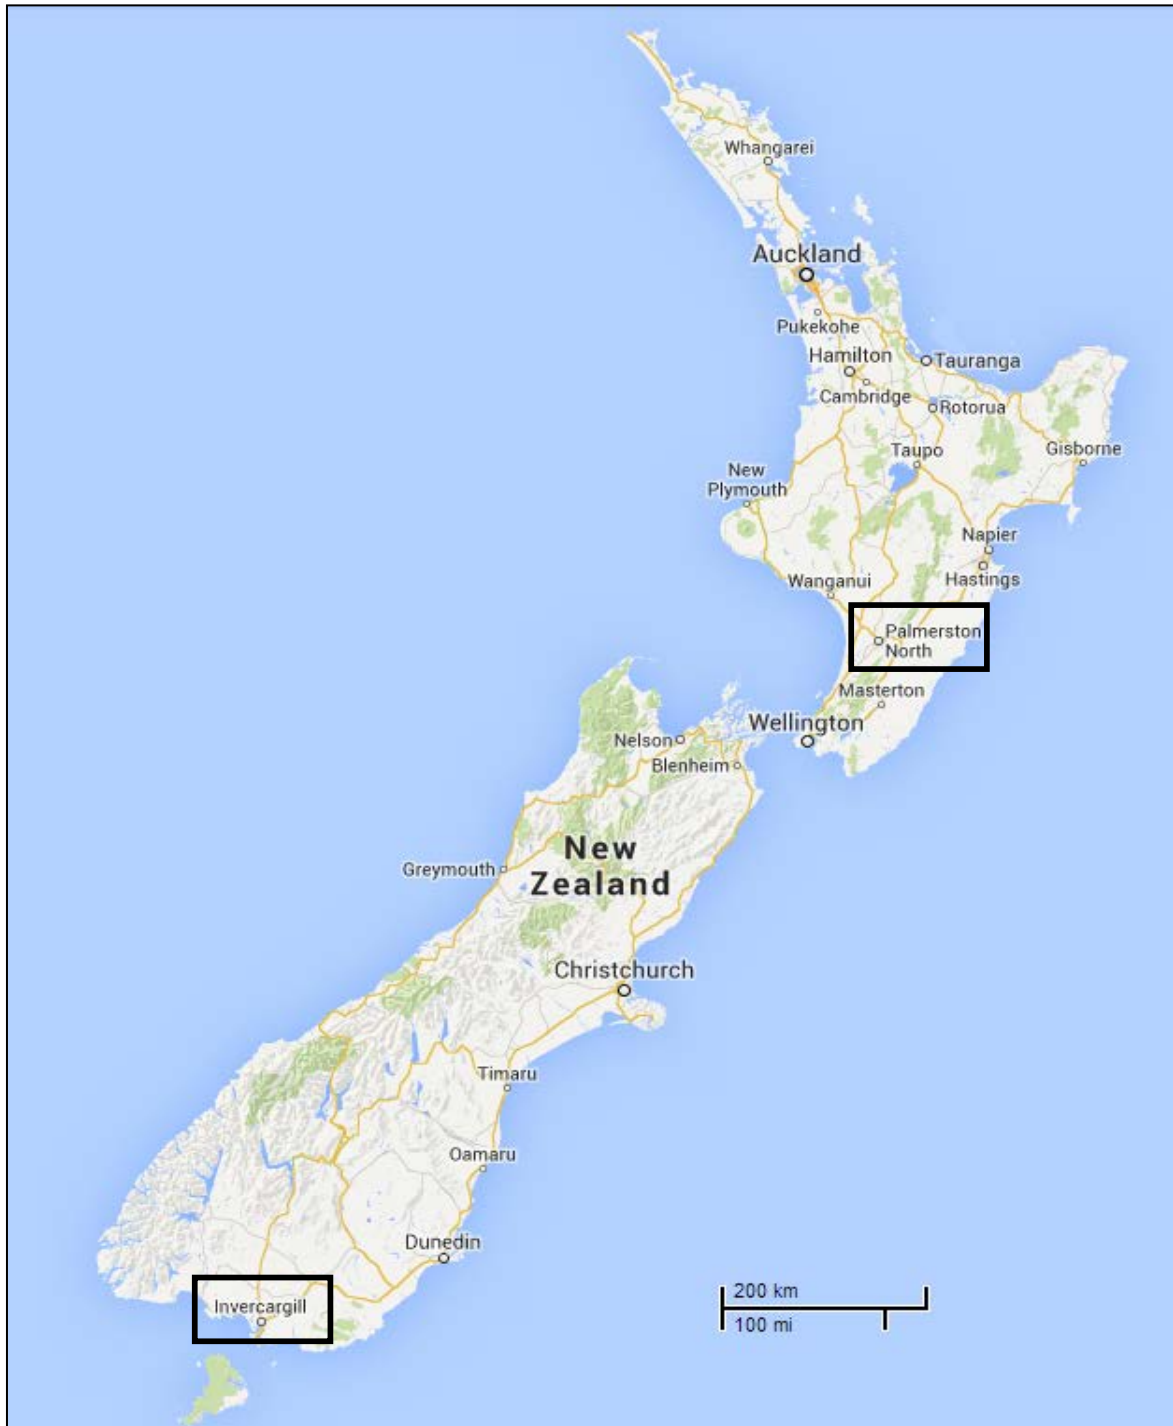 Whangarei
Auckland
Pukekohe
Hamilton
Tauranga
Cambridge
Rotorua
Taupo
Gisborne
New
Plymouth
Napier
Wanganui
Hastings
Palmerston
North
Masterton
Wellington
Nelson
Blenheim
New
Zealand
Greymouth
Christchurch
Timaru
Oamaru
Dunedin
Invercargill
200 km
100 mi